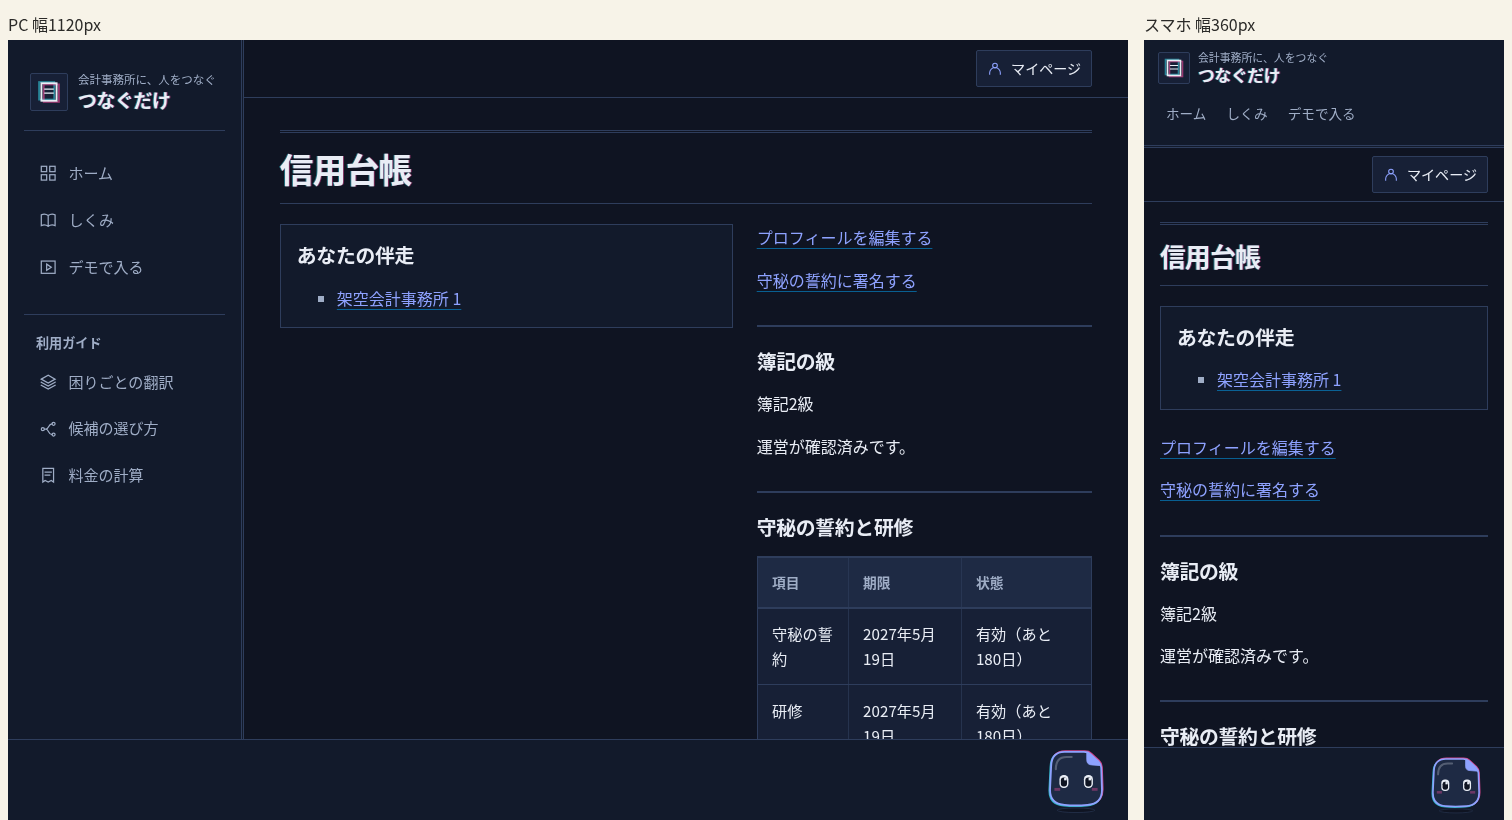 PC 幅1120px
会計事務所に、人をつなぐ
つなぐだけ
ホーム
しくみ
デモで入る
利用ガイド
困りごとの翻訳
候補の選び方
料金の計算
マイページ
信用台帳
あなたの伴走
架空会計事務所 1
プロフィールを編集する
守秘の誓約に署名する
簿記の級
簿記2級
運営が確認済みです。
守秘の誓約と研修
項目 期限 状態
守秘の誓 2027年5月 有効（あと
約 19日 180日）
研修 2027年5月 有効（あと
19日 180日）
スマホ 幅360px
会計事務所に、人をつなぐ
つなぐだけ
ホーム しくみ デモで入る
マイページ
信用台帳
あなたの伴走
架空会計事務所 1
プロフィールを編集する
守秘の誓約に署名する
簿記の級
簿記2級
運営が確認済みです。
守秘の誓約と研修